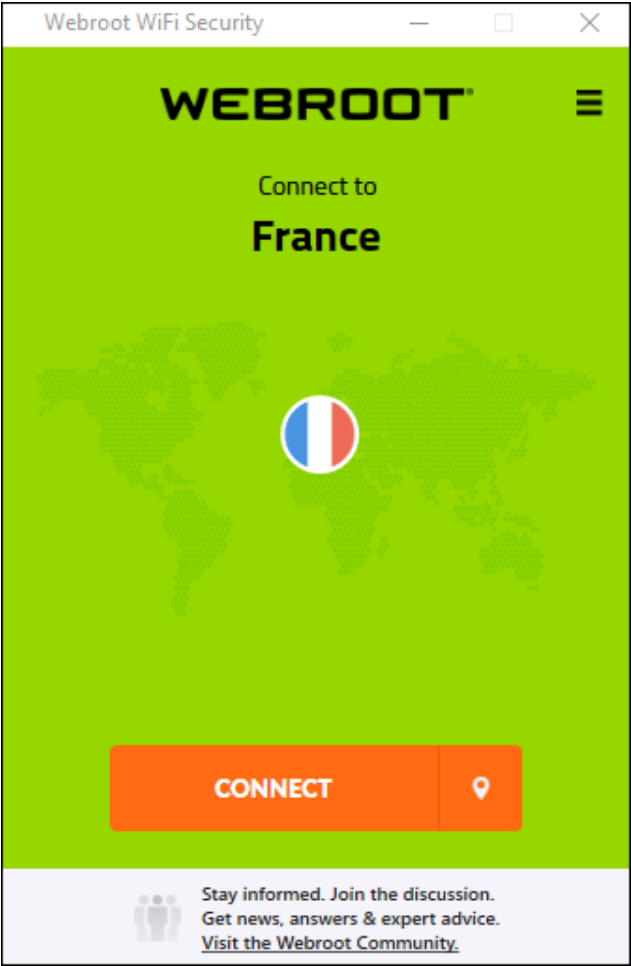 Webroot WiFi Security
WEBROOT®
Connect to
France
CONNECT
Stay informed. Join the discussion.
Get news, answers & expert advice.
Visit the Webroot Community.